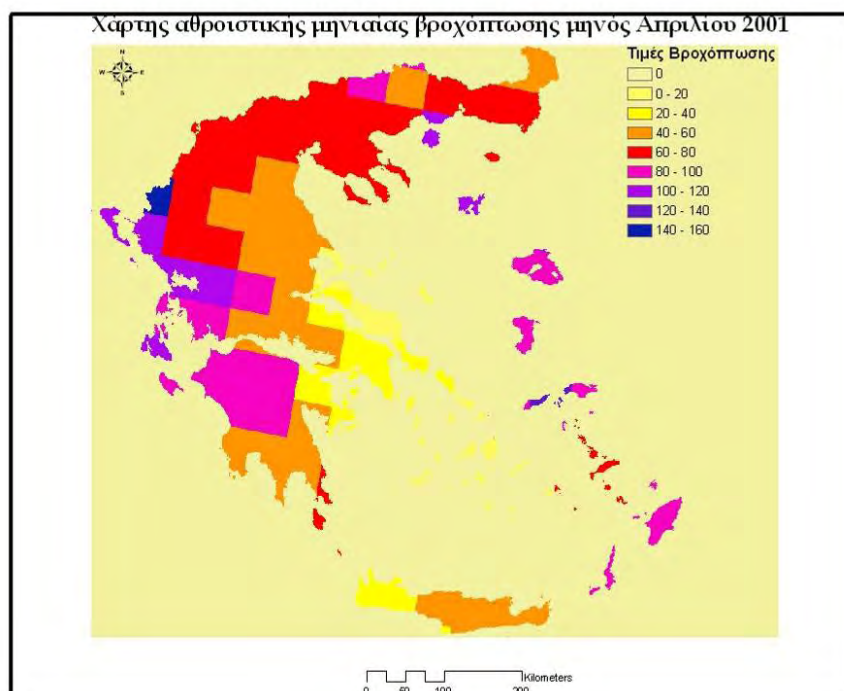 Χάρτης αθροιστικής μηνιαίας βροχόπτωσης μηνός Απριλίου 2001
N
W E
S
Τιμές Βροχόπτωσης
0
0 - 20
20 - 40
40 - 60
60 - 80
80 - 100
100 - 120
120 - 140
140 - 160
Kilometers
0 50 100 200